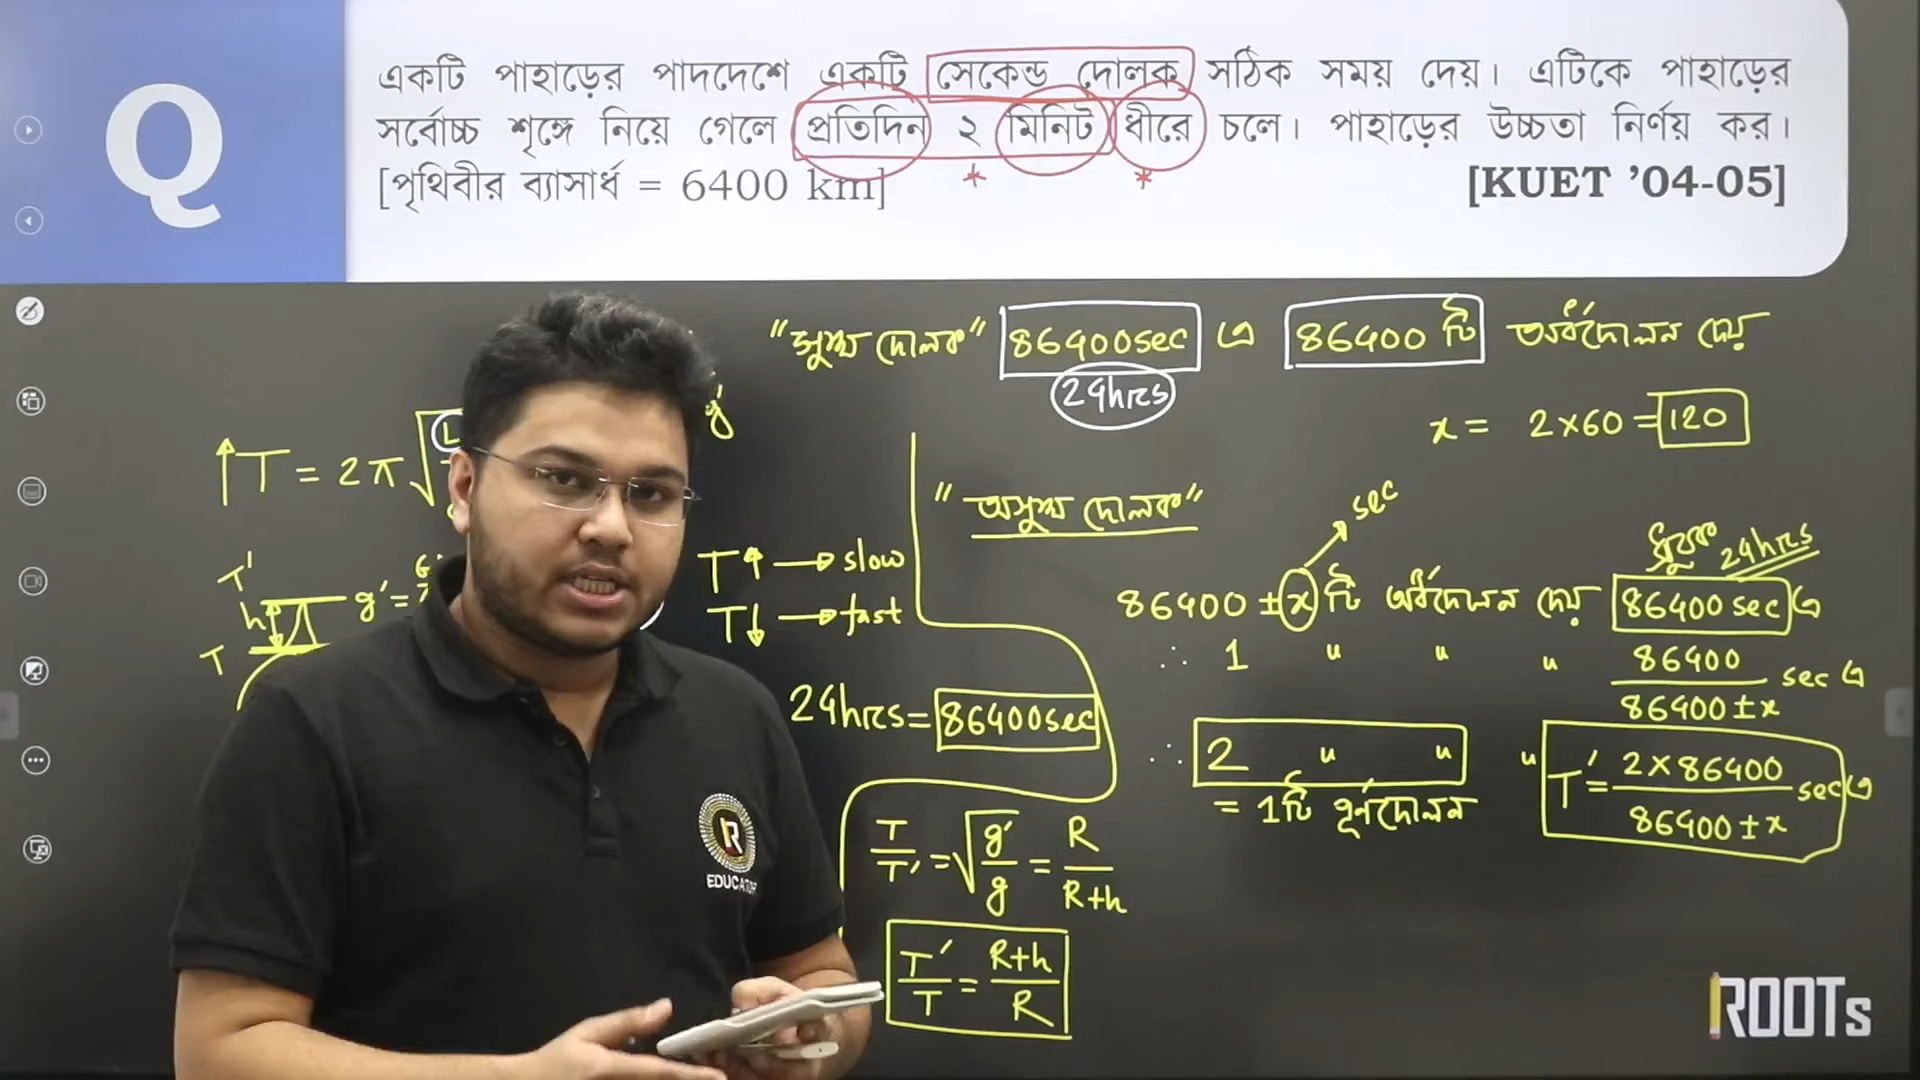 Q
একটি পাহাড়ের পাদদেশে একটি সেকেন্ড দোলক সঠিক সময় দেয়। এটিকে পাহাড়ের
সর্বোচ্চ শৃঙ্গে নিয়ে গেলে প্রতিদিন ২ মিনিট ধীরে চলে। পাহাড়ের উচ্চতা নির্ণয় কর।
[পৃথিবীর ব্যাসার্ধ = 6400 km] [KUET ’04-05]
"সুস্থ দোলক" 86400sec এ 86400 টি অর্ধদোলন দেয়
24hrs
x = 2×60 = 120
g'
↑T = 2π√L
"অসুস্থ দোলক"
sec
ধ্রুবক 24hrs
T↑ → slow
T↓ → fast
T'
h g' =
T
86400 ± x টি অর্ধদোলন দেয় 86400 sec এ
∴ 1 " " " 86400/86400±x sec এ
24hrs = 86400sec
∴ 2 " " " T' = 2×86400/86400±x sec এ
= 1টি পূর্ণদোলন
T/T' = √g'/g = R/R+h
T'/T = R+h/R
EDUCATOR
ROOTs